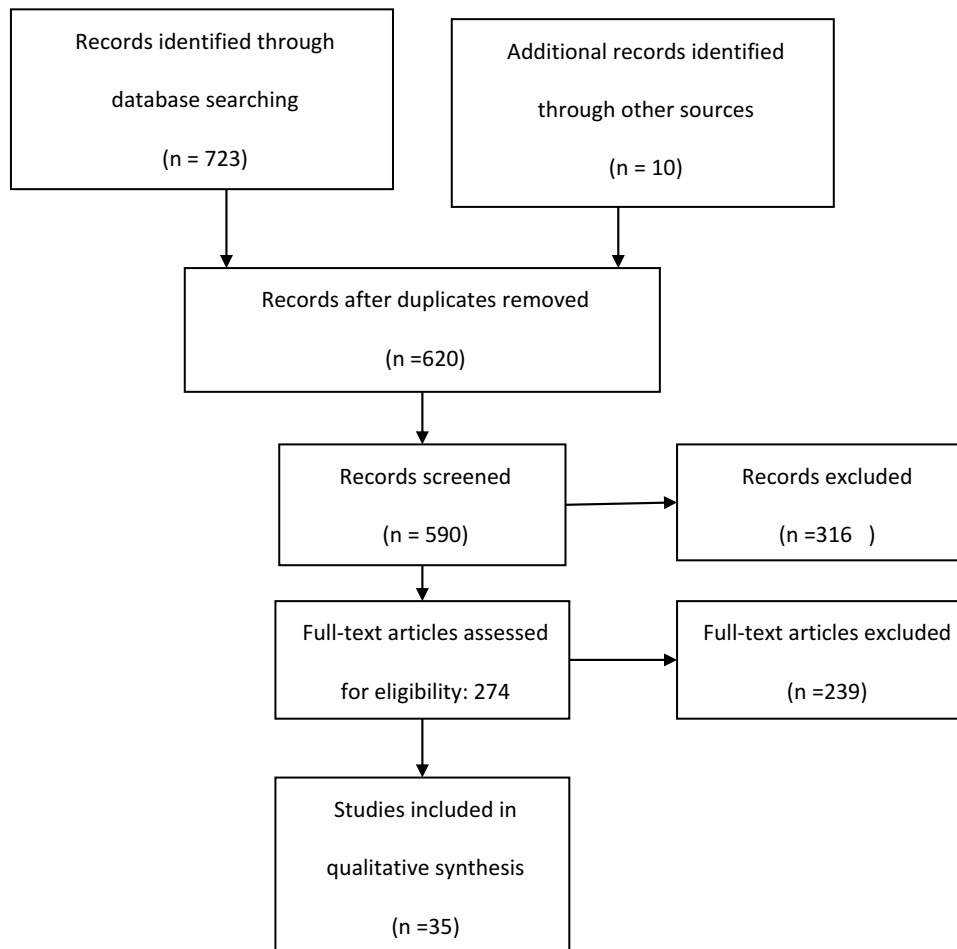 Records identified through
database searching
(n = 723)
Additional records identified
through other sources
(n = 10)
Records after duplicates removed
(n =620)
Records screened
(n = 590)
Records excluded
(n =316   )
Full-text articles assessed
for eligibility: 274
Full-text articles excluded
(n =239)
Studies included in
qualitative synthesis
(n =35)